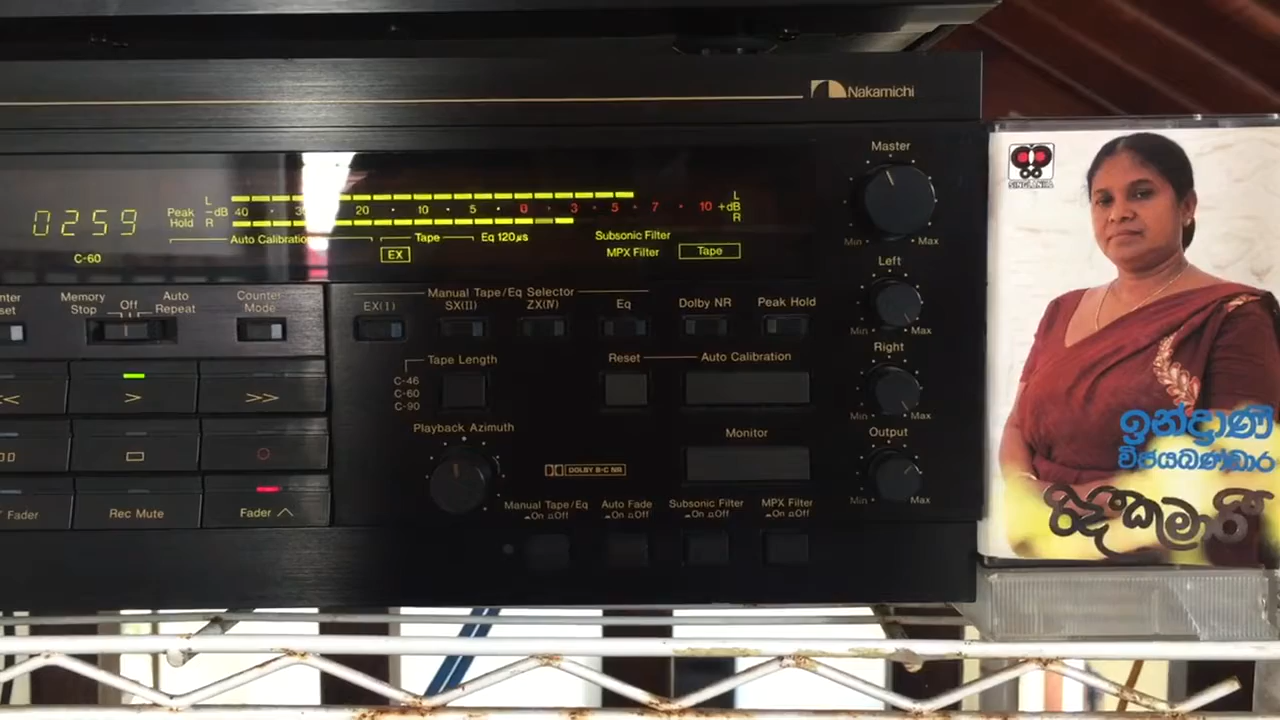 Nakamichi
Master
Min Max
L
Peak -dB 40 30 20 10 5 0 3 5 7 10 +dB
Hold R
L
R
0259
Auto Calibration Tape Eq 120µs Subsonic Filter
C-60 EX MPX Filter Tape
Left
Min Max
Memory Stop Off Auto Repeat
Counter Mode
Manual Tape/Eq Selector
EX(I) SX(II) ZX(IV) Eq Dolby NR Peak Hold
Right
Min Max
Tape Length
C-46
C-60
C-90
Reset Auto Calibration
Playback Azimuth
Monitor
Output
Min Max
DOLBY B-C NR
Fader Rec Mute Fader
Manual Tape/Eq Auto Fade Subsonic Filter MPX Filter
On Off On Off On Off On Off
SINGLANKA
ඉන්ද්‍රාණි
විජයබණ්ඩාර
රිදී කුමාරි